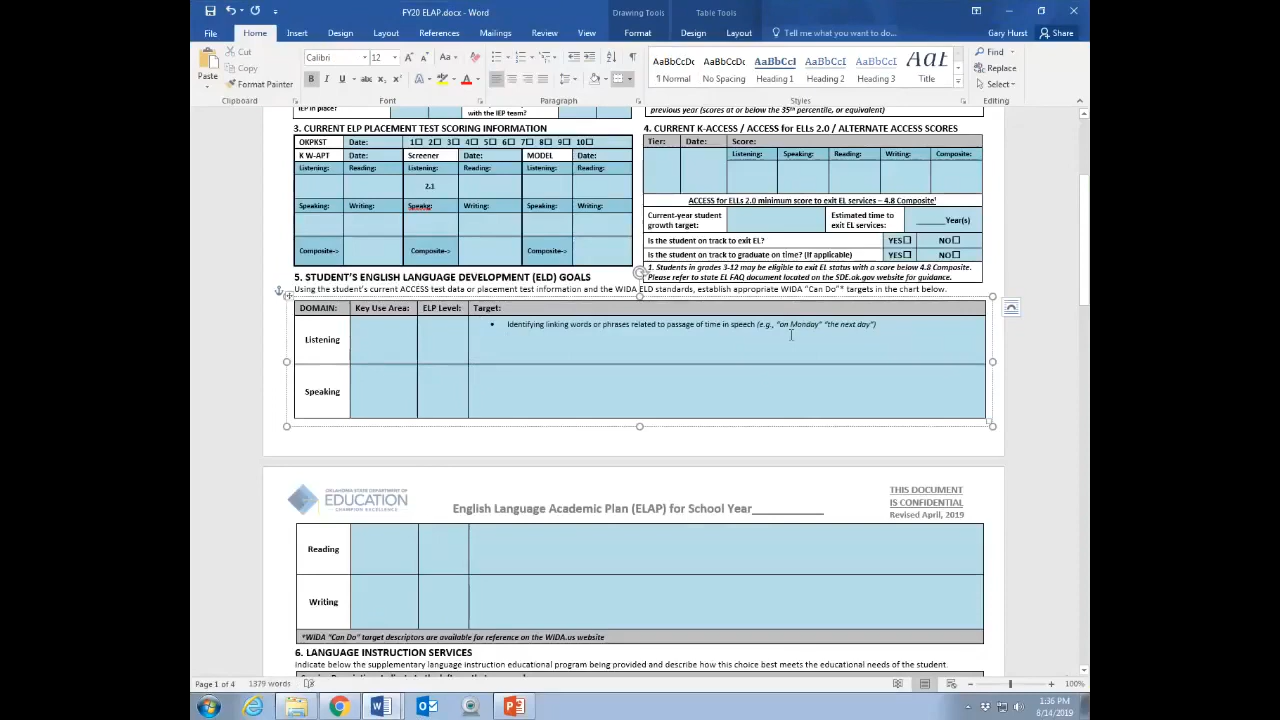 FY20 ELAP.docx - Word
Drawing Tools
Table Tools
File
Home
Insert
Design
Layout
References
Mailings
Review
View
Format
Design
Layout
Tell me what you want to do...
Gary Hurst
Share
Paste
Cut
Copy
Format Painter
Calibri
12
AaBbCcDc
AaBbCcDc
AaBbCcI
AaBbCcD
AaBbCcD
Aat
¶ Normal
No Spacing
Heading 1
Heading 2
Heading 3
Title
Find
Replace
Select
Clipboard
Font
Paragraph
Styles
Editing
IEP in place?
with the IEP team?
previous year (scores at or below the 35th percentile, or equivalent)
3. CURRENT ELP PLACEMENT TEST SCORING INFORMATION
OKPKST Date: 1☐ 2☐ 3☐ 4☐ 5☐ 6☐ 7☐ 8☐ 9☐ 10☐
K W-APT Date: Screener Date: MODEL Date:
Listening: Reading: Listening: Reading: Listening: Reading:
2.1
Speaking: Writing: Speakg: Writing: Speaking: Writing:
Composite-> Composite-> Composite->
4. CURRENT K-ACCESS / ACCESS for ELLs 2.0 / ALTERNATE ACCESS SCORES
Tier: Date: Score:
Listening: Speaking: Reading: Writing: Composite:
ACCESS for ELLs 2.0 minimum score to exit EL services – 4.8 Composite¹
Current-year student growth target:
Estimated time to exit EL services:
______Year(s)
Is the student on track to exit EL? YES☐ NO☐
Is the student on track to graduate on time? (If applicable) YES☐ NO☐
1. Students in grades 3-12 may be eligible to exit EL status with a score below 4.8 Composite.
Please refer to state EL FAQ document located on the SDE.ok.gov website for guidance.
5. STUDENT'S ENGLISH LANGUAGE DEVELOPMENT (ELD) GOALS
Using the student's current ACCESS test data or placement test information and the WIDA ELD standards, establish appropriate WIDA "Can Do"* targets in the chart below.
DOMAIN: Key Use Area: ELP Level: Target:
Listening
• Identifying linking words or phrases related to passage of time in speech (e.g., "on Monday" "the next day")
Speaking
OKLAHOMA STATE DEPARTMENT OF
EDUCATION
CHAMPION EXCELLENCE
English Language Academic Plan (ELAP) for School Year__________
THIS DOCUMENT
IS CONFIDENTIAL
Revised April, 2019
Reading
Writing
*WIDA "Can Do" target descriptors are available for reference on the WIDA.us website
6. LANGUAGE INSTRUCTION SERVICES
Indicate below the supplementary language instruction educational program being provided and describe how this choice best meets the educational needs of the student.
Page 1 of 4
1379 words
100%
1:36 PM
8/14/2019